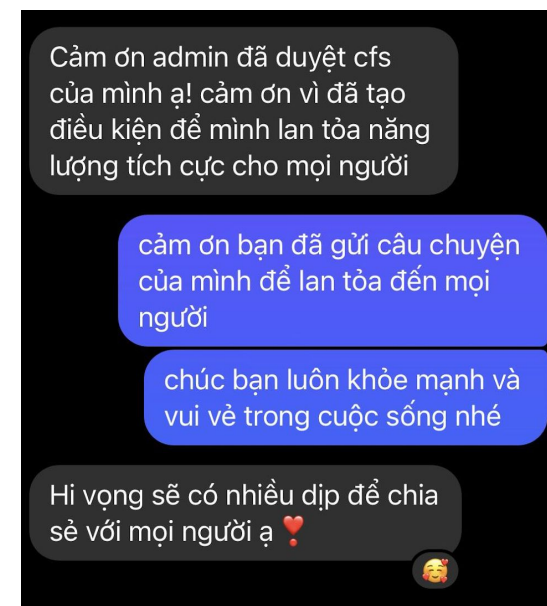 Cảm ơn admin đã duyệt cfs
của mình ạ! cảm ơn vì đã tạo
điều kiện để mình lan tỏa năng
lượng tích cực cho mọi người
cảm ơn bạn đã gửi câu chuyện
của mình để lan tỏa đến mọi
người
chúc bạn luôn khỏe mạnh và
vui vẻ trong cuộc sống nhé
Hi vọng sẽ có nhiều dịp để chia
sẻ với mọi người ạ ❣️
🥰